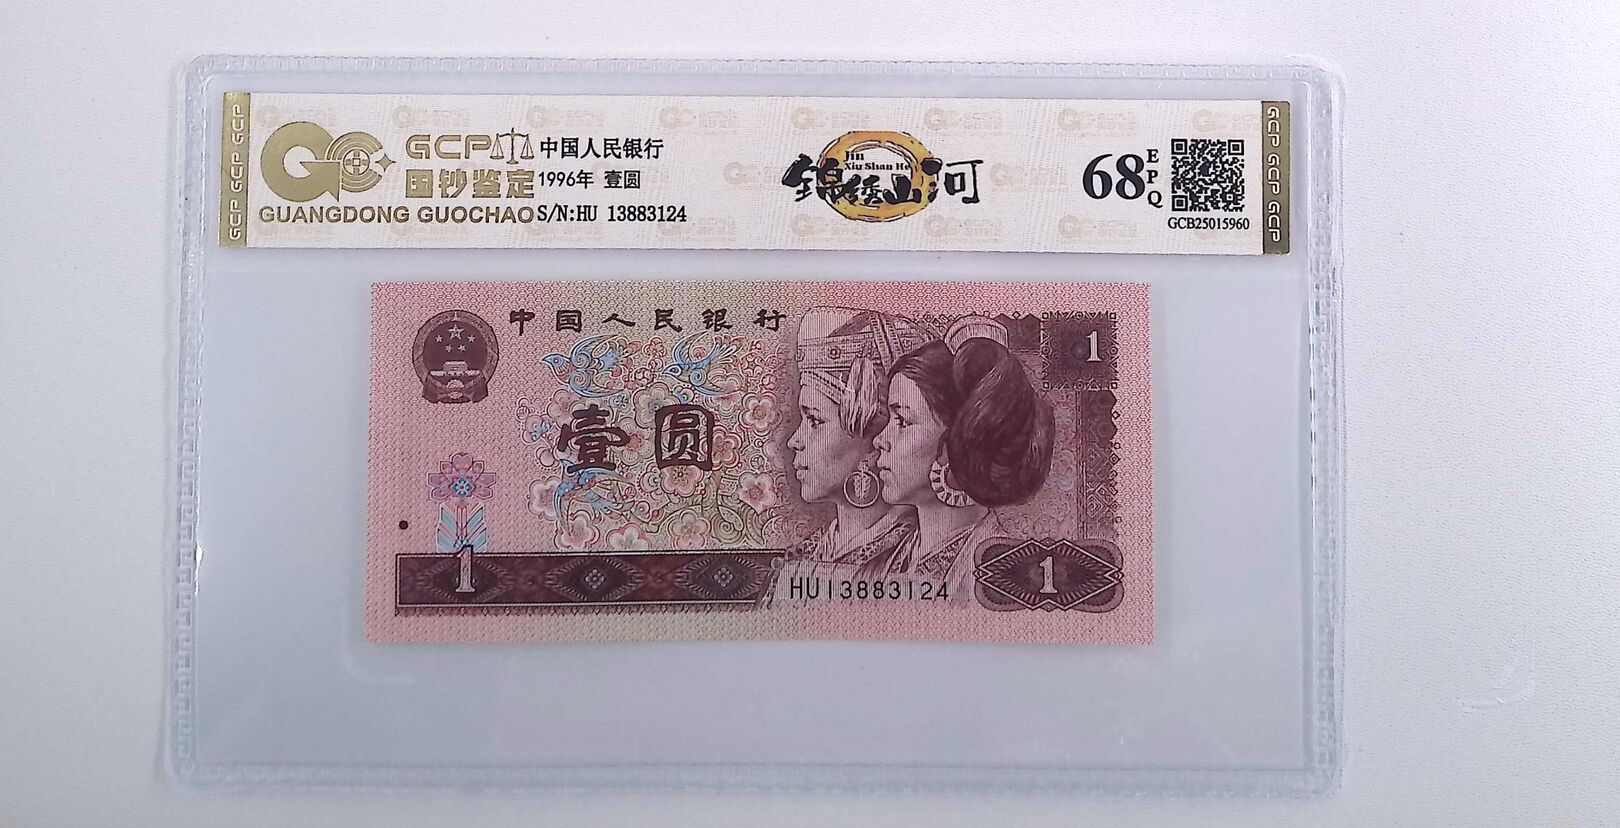 GCP GCP GCP
GCP
国钞鉴定
GUANGDONG GUOCHAO
中国人民银行
1996年 壹圆
S/N:HU 13883124
Jin
Xiu Shan He
锦绣山河
68
EPQ
GCB25015960
GCP GCP GCP
中国人民银行
1
壹圆
1
HU13883124
1